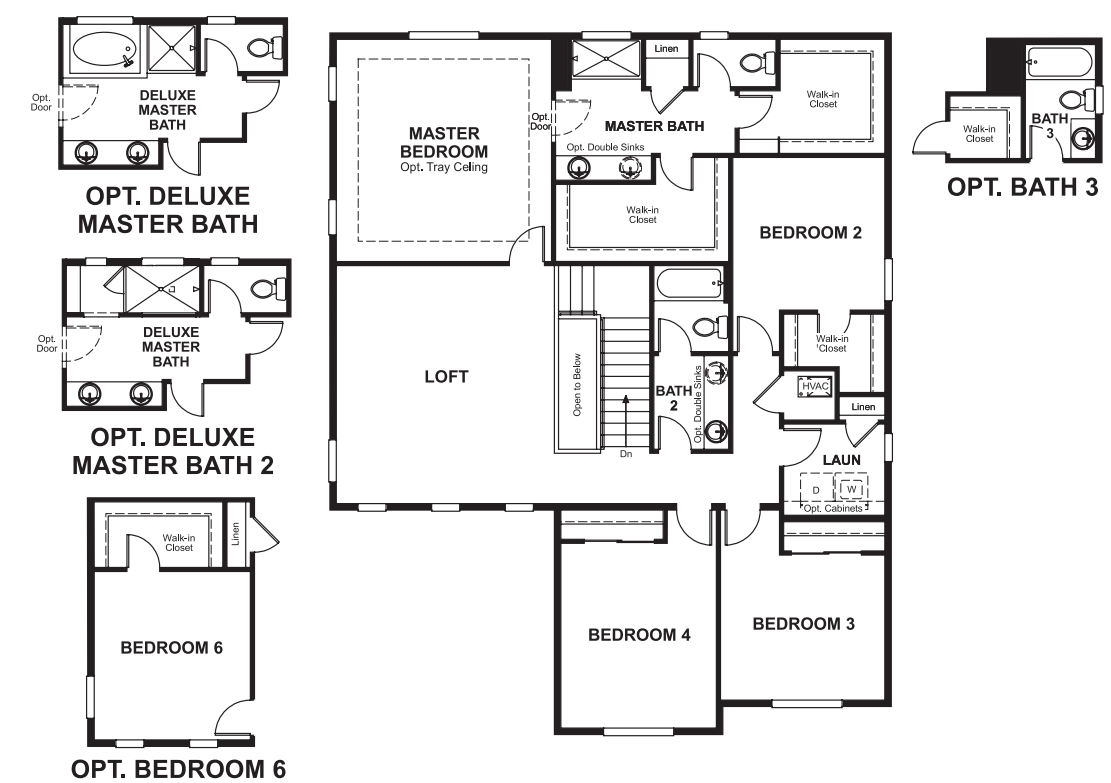 Opt.
Door
DELUXE
MASTER
BATH
OPT. DELUXE
MASTER BATH
Opt.
Door
DELUXE
MASTER
BATH
OPT. DELUXE
MASTER BATH 2
Walk-in
Closet
Linen
BEDROOM 6
OPT. BEDROOM 6
MASTER
BEDROOM
Opt. Tray Celing
Opt.
Door
Linen
MASTER BATH
Opt. Double Sinks
Walk-in
Closet
Walk-in
Closet
BEDROOM 2
Walk-in
Closet
LOFT
Open to Below
Dn
BATH
2
Opt. Double Sinks
HVAC
Linen
LAUN
D
W
Opt. Cabinets
BEDROOM 4
BEDROOM 3
Walk-in
Closet
BATH
3
OPT. BATH 3